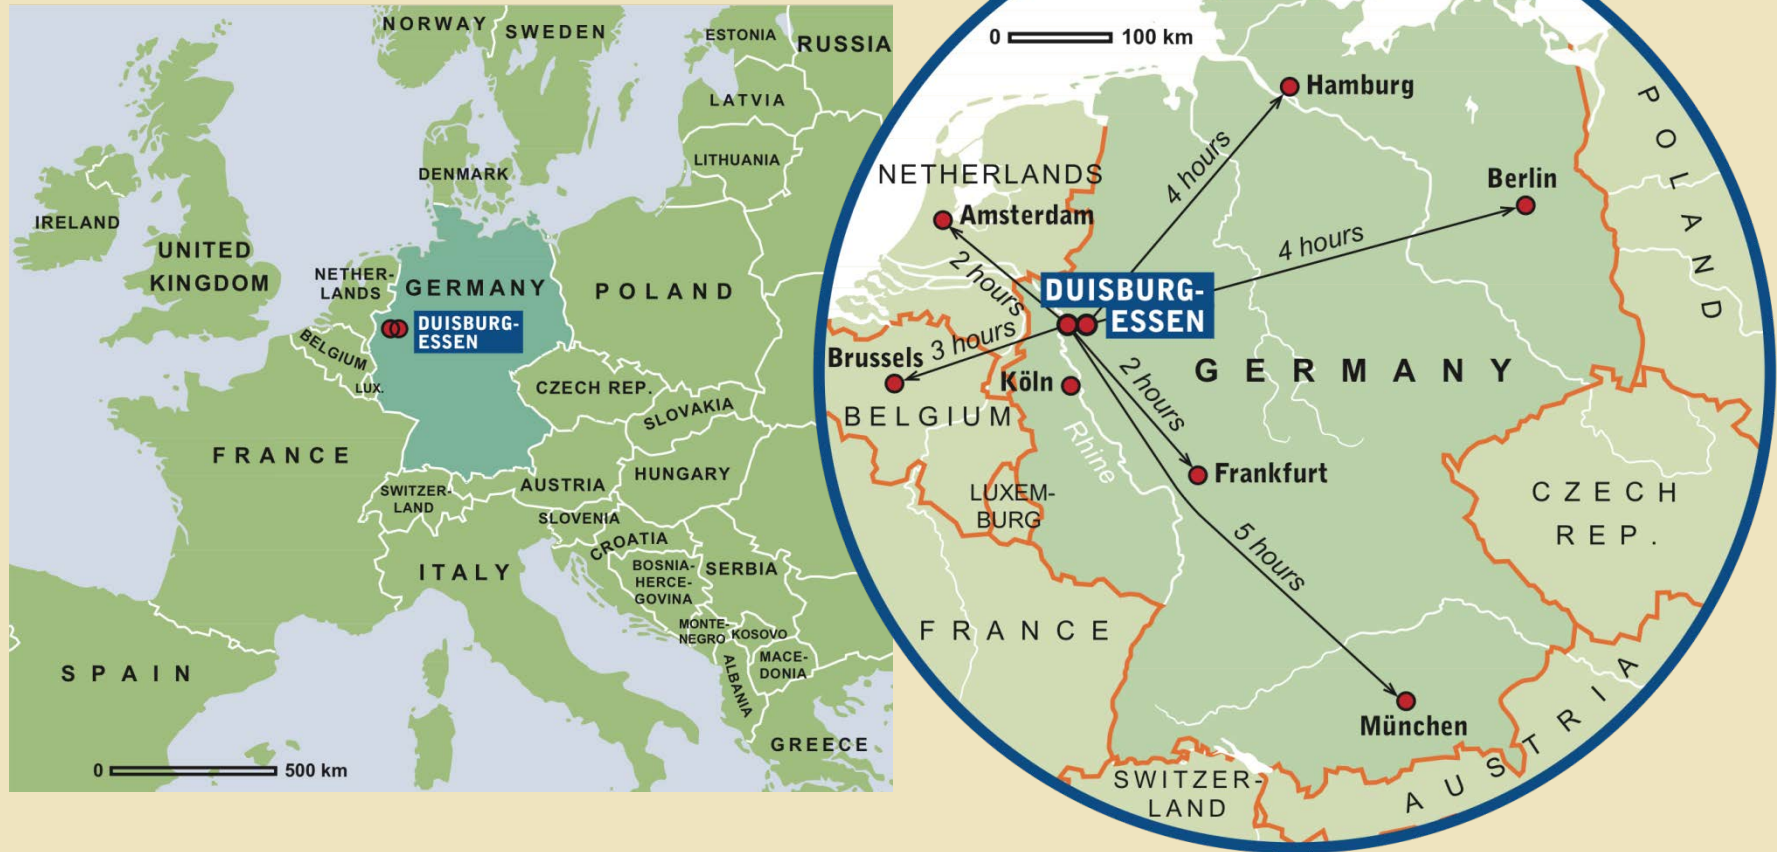 NORWAY
SWEDEN
ESTONIA
RUSSIA
LATVIA
LITHUANIA
DENMARK
IRELAND
UNITED
KINGDOM
NETHER-
LANDS
GERMANY
POLAND
DUISBURG-
ESSEN
BELGIUM
LUX.
CZECH REP.
SLOVAKIA
FRANCE
SWITZER-
LAND
AUSTRIA
HUNGARY
SLOVENIA
CROATIA
ITALY
BOSNIA-
HERCE-
GOVINA
SERBIA
MONTE-
NEGRO
KOSOVO
MACE-
DONIA
ALBANIA
SPAIN
GREECE
0 500 km
0 100 km
Hamburg
4 hours
NETHERLANDS
Amsterdam
2 hours
Berlin
4 hours
POLAND
DUISBURG-
ESSEN
Brussels
3 hours
Köln
BELGIUM
GERMANY
2 hours
Rhine
Frankfurt
LUXEM-
BURG
CZECH
REP.
5 hours
FRANCE
München
SWITZER-
LAND
AUSTRIA